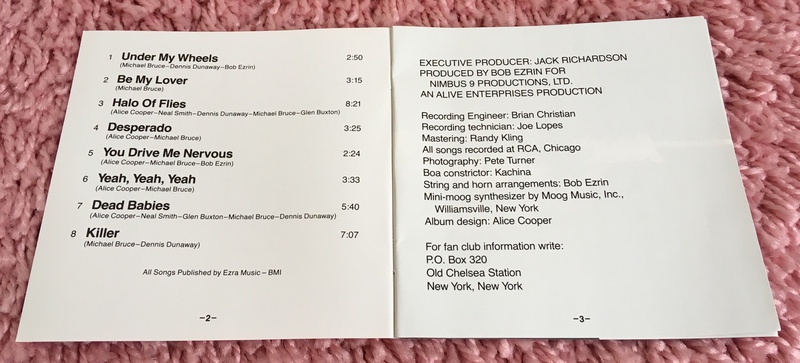 1 Under My Wheels 2:50
(Michael Bruce–Dennis Dunaway–Bob Ezrin)
2 Be My Lover 3:15
(Michael Bruce)
3 Halo Of Flies 8:21
(Alice Cooper–Neal Smith–Dennis Dunaway–Michael Bruce–Glen Buxton)
4 Desperado 3:25
(Alice Cooper–Michael Bruce)
5 You Drive Me Nervous 2:24
(Alice Cooper–Michael Bruce–Bob Ezrin)
6 Yeah, Yeah, Yeah 3:33
(Alice Cooper–Michael Bruce)
7 Dead Babies 5:40
(Alice Cooper–Neal Smith–Glen Buxton–Michael Bruce–Dennis Dunaway)
8 Killer 7:07
(Michael Bruce–Dennis Dunaway)
All Songs Published by Ezra Music – BMI
–2–
EXECUTIVE PRODUCER: JACK RICHARDSON
PRODUCED BY BOB EZRIN FOR
NIMBUS 9 PRODUCTIONS, LTD.
AN ALIVE ENTERPRISES PRODUCTION
Recording Engineer: Brian Christian
Recording technician: Joe Lopes
Mastering: Randy Kling
All songs recorded at RCA, Chicago
Photography: Pete Turner
Boa constrictor: Kachina
String and horn arrangements: Bob Ezrin
Mini-moog synthesizer by Moog Music, Inc.,
Williamsville, New York
Album design: Alice Cooper
For fan club information write:
P.O. Box 320
Old Chelsea Station
New York, New York
–3–